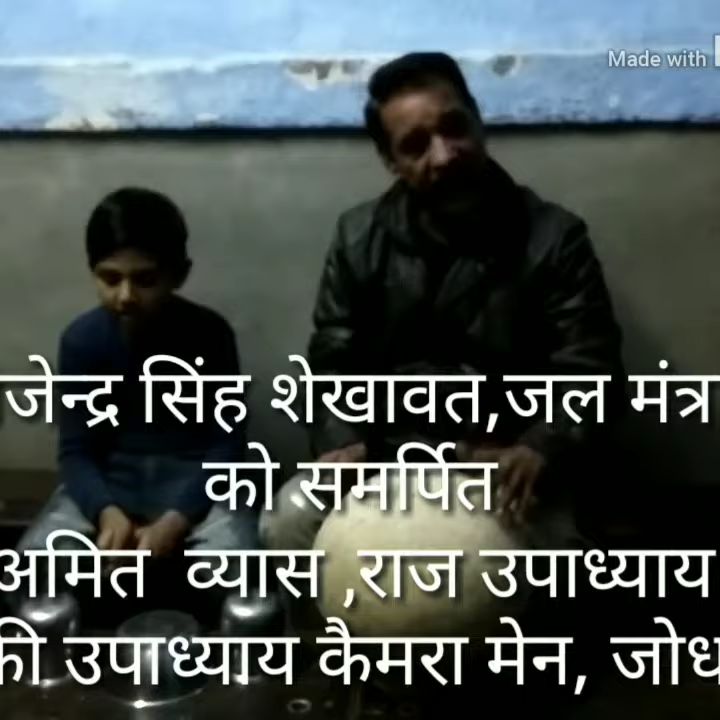 Made with
जेन्द्र सिंह शेखावत,जल मंत्र
को समर्पित
अमित व्यास ,राज उपाध्याय
की उपाध्याय कैमरा मेन, जोध